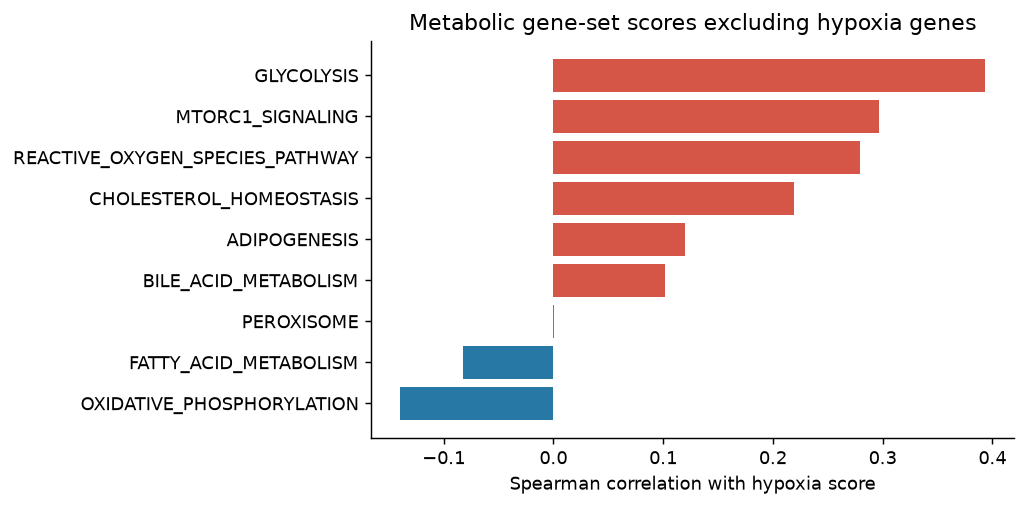 Metabolic gene-set scores excluding hypoxia genes
GLYCOLYSIS
MTORC1_SIGNALING
REACTIVE_OXYGEN_SPECIES_PATHWAY
CHOLESTEROL_HOMEOSTASIS
ADIPOGENESIS
BILE_ACID_METABOLISM
PEROXISOME
FATTY_ACID_METABOLISM
OXIDATIVE_PHOSPHORYLATION
−0.1 0.0 0.1 0.2 0.3 0.4
Spearman correlation with hypoxia score